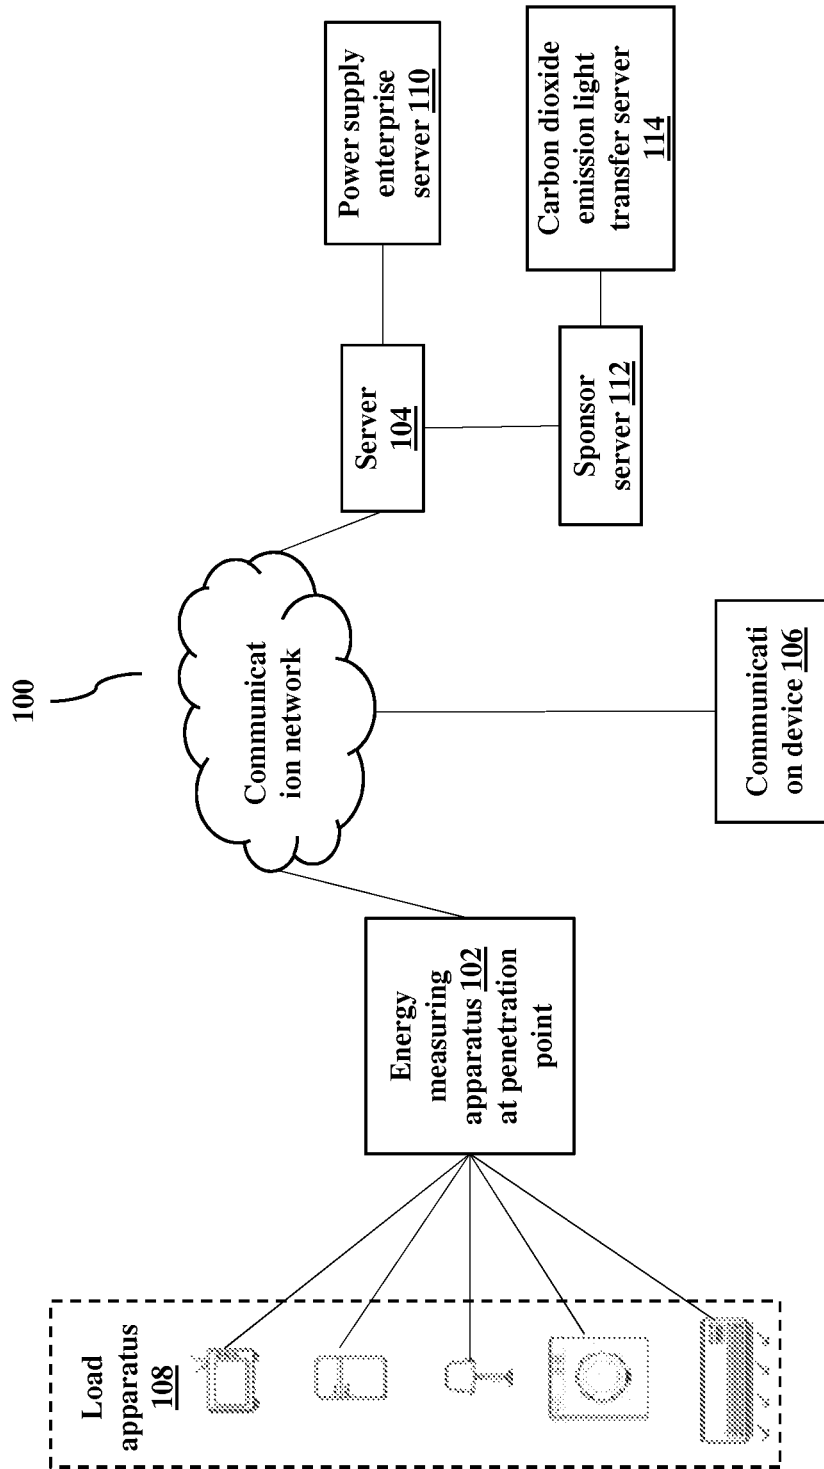 100
Load
apparatus
108
Energy
measuring
apparatus 102
at penetration
point
Communicat
ion network
Communicati
on device 106
Server
104
Sponsor
server 112
Power supply
enterprise
server 110
Carbon dioxide
emission light
transfer server
114